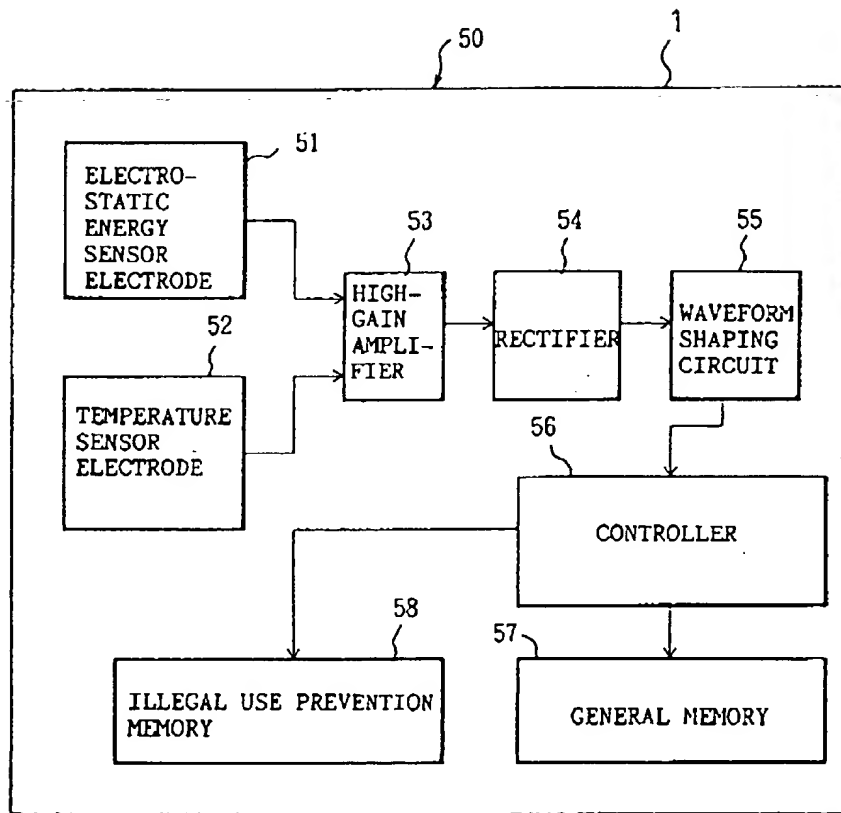 50
1
51
ELECTRO-
STATIC
ENERGY
SENSOR
ELECTRODE
52
TEMPERATURE
SENSOR
ELECTRODE
53
HIGH-
GAIN
AMPLI-
FIER
54
RECTIFIER
55
WAVEFORM
SHAPING
CIRCUIT
56
CONTROLLER
58
ILLEGAL USE PREVENTION
MEMORY
57
GENERAL MEMORY